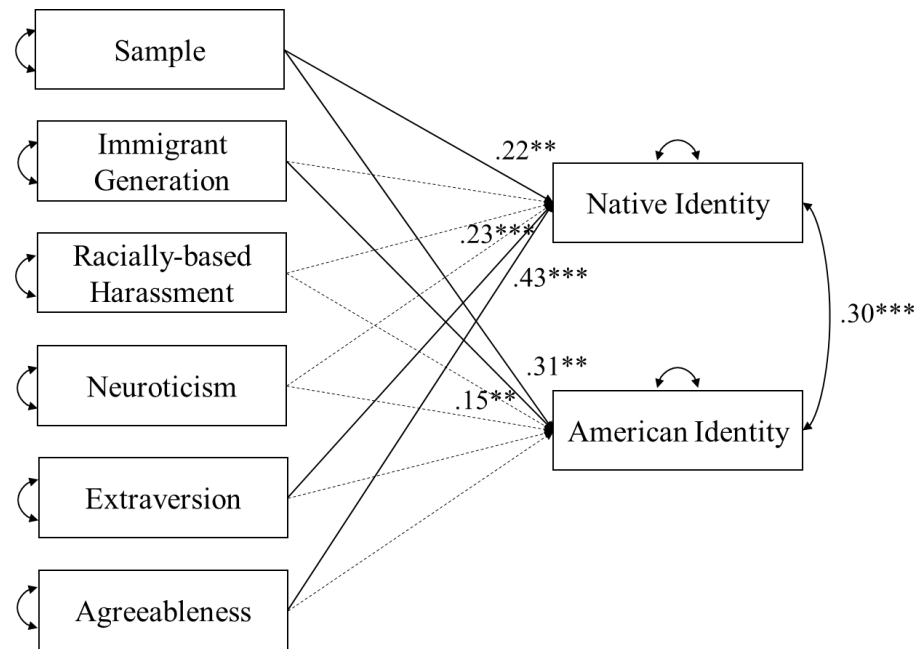 Sample
Immigrant
Generation
Racially-based
Harassment
Neuroticism
Extraversion
Agreeableness
.22**
.23***
.43***
.31**
.15**
Native Identity
American Identity
.30***